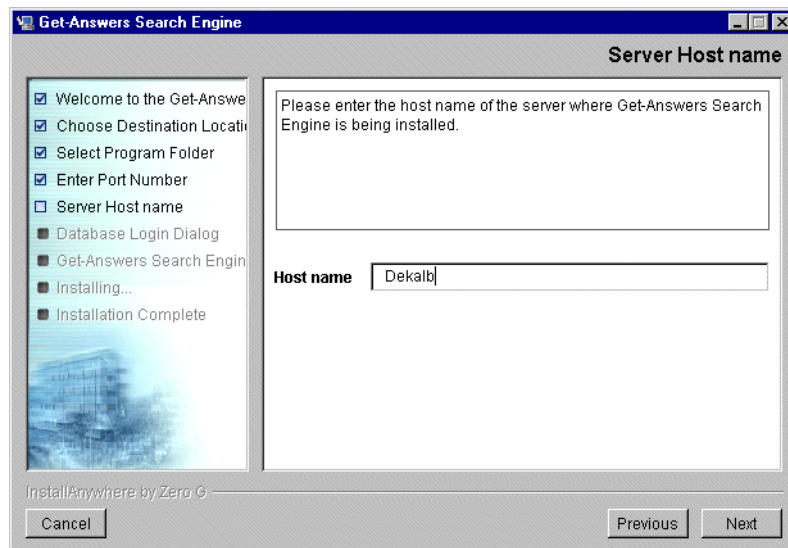 Get-Answers Search Engine
Server Host name
Welcome to the Get-Answe
Choose Destination Locati
Select Program Folder
Enter Port Number
Server Host name
Database Login Dialog
Get-Answers Search Engin
Installing...
Installation Complete
Please enter the host name of the server where Get-Answers Search
Engine is being installed.
Host name Dekalb
InstallAnywhere by Zero G
Cancel Previous Next